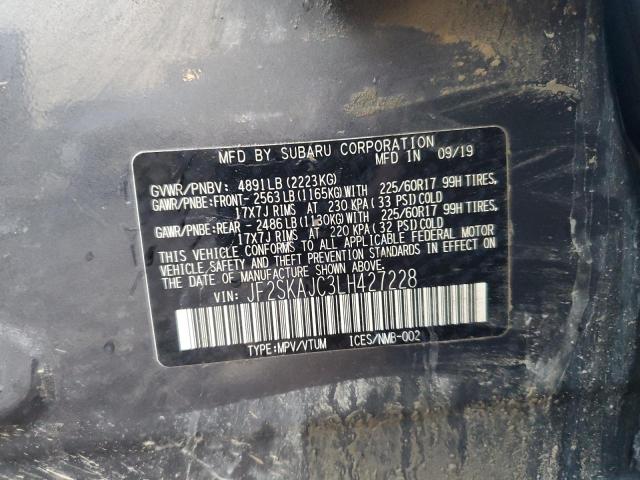 MFD BY SUBARU CORPORATION
MFD IN 09/19
GVWR/PNBV: 4891LB(2223KG)
GAWR/PNBE:FRONT- 2563LB(1165KG)WITH 225/60R17 99H TIRES,
17X7J RIMS AT 230 KPA(33 PSI)COLD
GAWR/PNBE:REAR - 2486LB(1130KG)WITH 225/60R17 99H TIRES,
17X7J RIMS AT 220 KPA(32 PSI)COLD
THIS VEHICLE CONFORMS TO ALL APPLICABLE FEDERAL MOTOR
VEHICLE SAFETY AND THEFT PREVENTION STANDARDS IN EFFECT ON
THE DATE OF MANUFACTURE SHOWN ABOVE.
VIN: JF2SKAJC3LH427228
TYPE:MPV/VTUM ICES/NMB-002